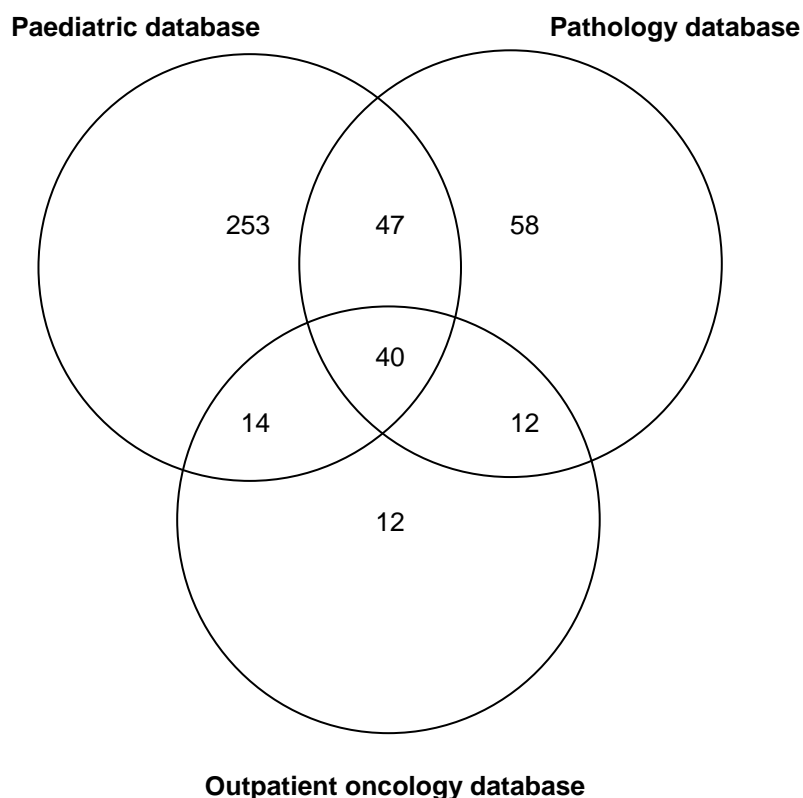 Paediatric database
Pathology database
253
47
58
40
14
12
12
Outpatient oncology database